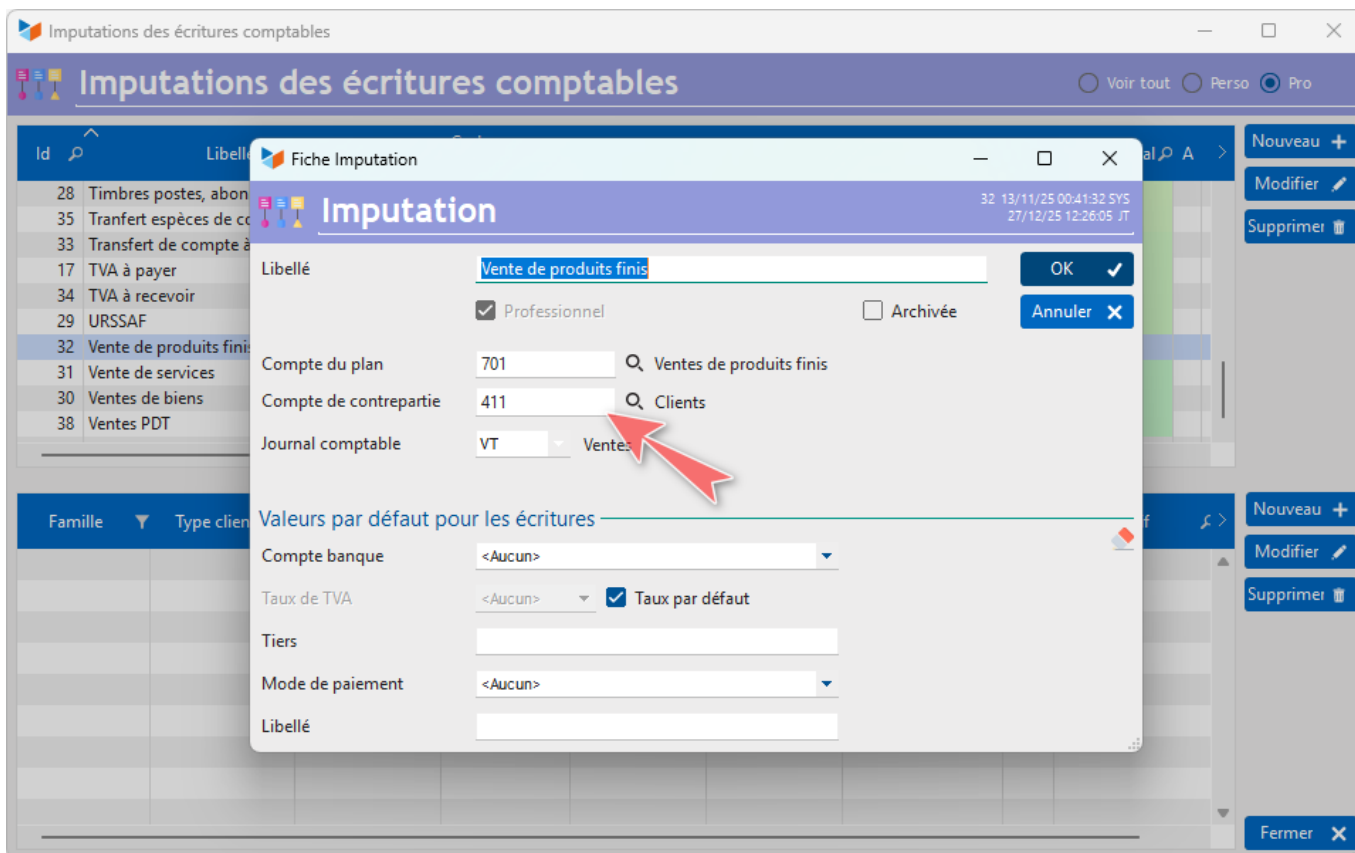 Imputations des écritures comptables
Imputations des écritures comptables
Voir tout Perso Pro
Id Libellé
al A
Nouveau
Modifier
Supprimer
28 Timbres postes, abon
35 Tranfert espèces de co
33 Transfert de compte à
17 TVA à payer
34 TVA à recevoir
29 URSSAF
32 Vente de produits finis
31 Vente de services
30 Ventes de biens
38 Ventes PDT
Fiche Imputation
Imputation
32 13/11/25 00:41:32 SYS
27/12/25 12:26:05 JT
Libellé Vente de produits finis
OK
Professionnel Archivée
Annuler
Compte du plan 701 Ventes de produits finis
Compte de contrepartie 411 Clients
Journal comptable VT Ventes
Valeurs par défaut pour les écritures
Compte banque <Aucun>
Taux de TVA <Aucun> Taux par défaut
Tiers
Mode de paiement <Aucun>
Libellé
Famille Type clien
f
Nouveau
Modifier
Supprimer
Fermer